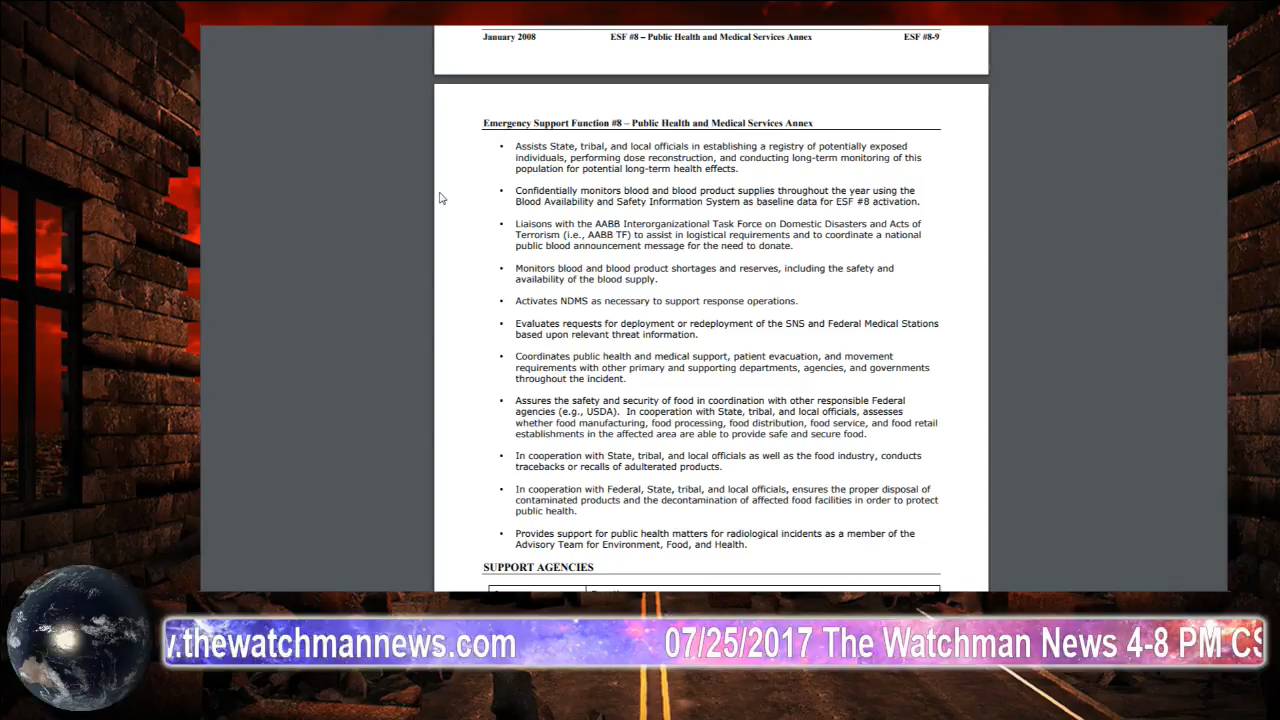 January 2008 ESF #8 – Public Health and Medical Services Annex ESF #8-9
Emergency Support Function #8 – Public Health and Medical Services Annex
• Assists State, tribal, and local officials in establishing a registry of potentially exposed
individuals, performing dose reconstruction, and conducting long-term monitoring of this
population for potential long-term health effects.
• Confidentially monitors blood and blood product supplies throughout the year using the
Blood Availability and Safety Information System as baseline data for ESF #8 activation.
• Liaisons with the AABB Interorganizational Task Force on Domestic Disasters and Acts of
Terrorism (i.e., AABB TF) to assist in logistical requirements and to coordinate a national
public blood announcement message for the need to donate.
• Monitors blood and blood product shortages and reserves, including the safety and
availability of the blood supply.
• Activates NDMS as necessary to support response operations.
• Evaluates requests for deployment or redeployment of the SNS and Federal Medical Stations
based upon relevant threat information.
• Coordinates public health and medical support, patient evacuation, and movement
requirements with other primary and supporting departments, agencies, and governments
throughout the incident.
• Assures the safety and security of food in coordination with other responsible Federal
agencies (e.g., USDA). In cooperation with State, tribal, and local officials, assesses
whether food manufacturing, food processing, food distribution, food service, and food retail
establishments in the affected area are able to provide safe and secure food.
• In cooperation with State, tribal, and local officials as well as the food industry, conducts
tracebacks or recalls of adulterated products.
• In cooperation with Federal, State, tribal, and local officials, ensures the proper disposal of
contaminated products and the decontamination of affected food facilities in order to protect
public health.
• Provides support for public health matters for radiological incidents as a member of the
Advisory Team for Environment, Food, and Health.
SUPPORT AGENCIES
.thewatchmannews.com 07/25/2017 The Watchman News 4-8 PM CS